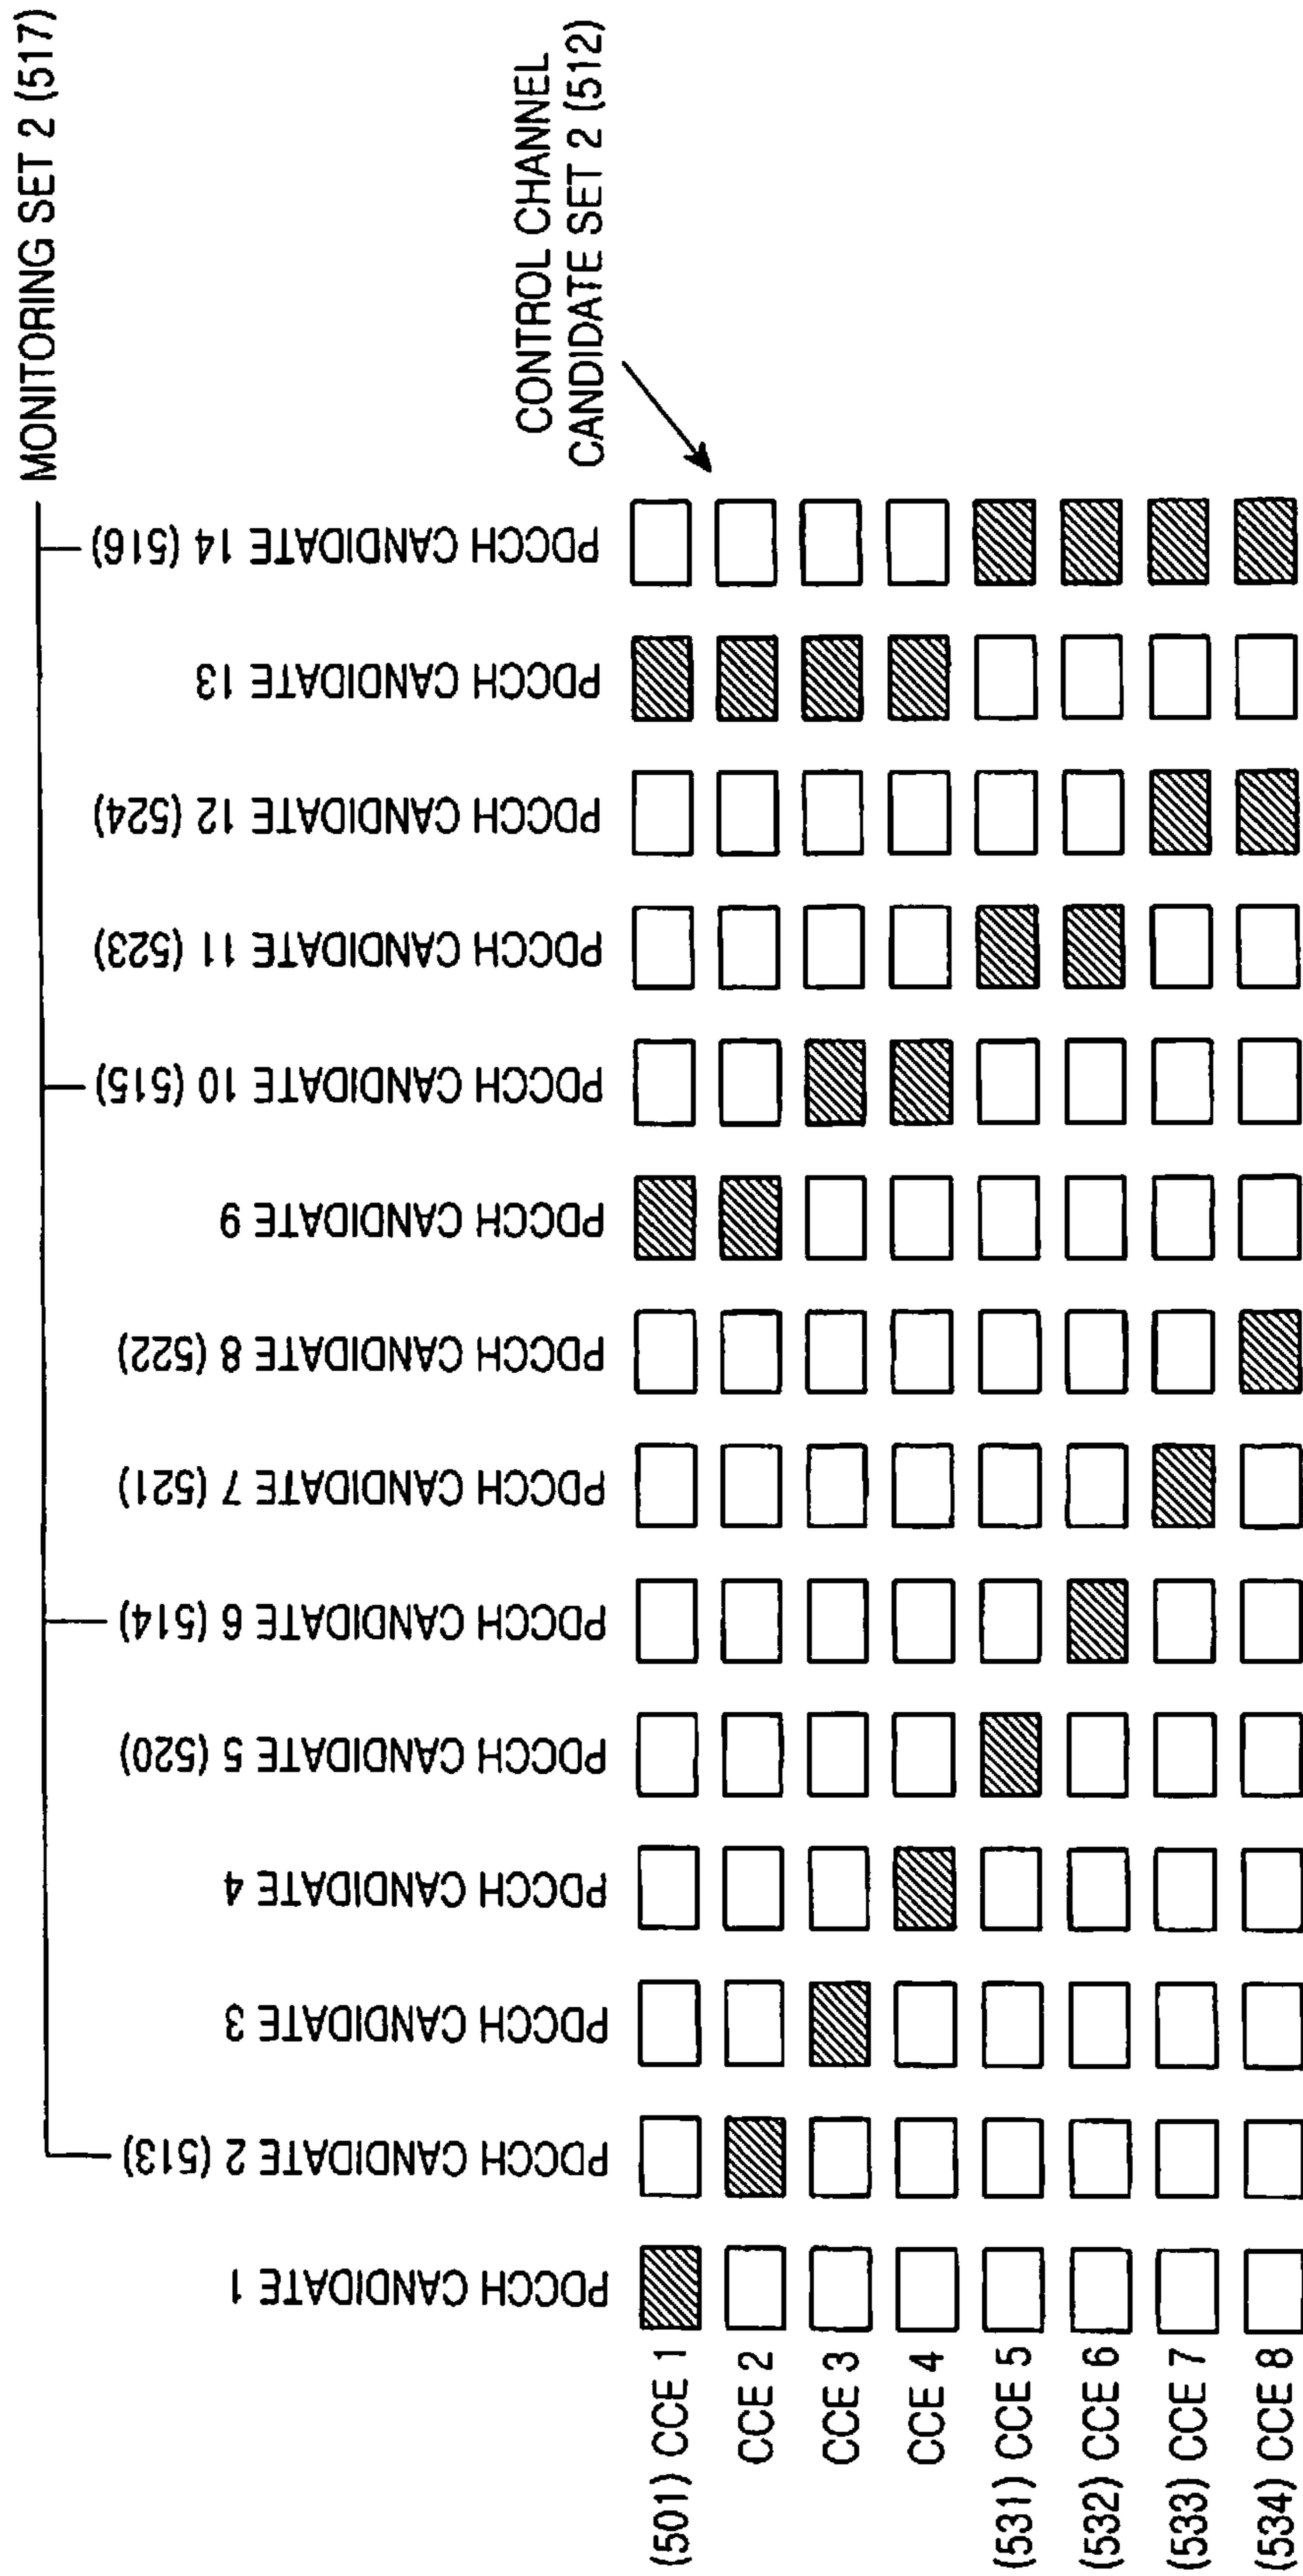 MONITORING SET 2 (517)
CONTROL CHANNEL
CANDIDATE SET 2 (512)
PDCCH CANDIDATE 1
PDCCH CANDIDATE 2 (513)
PDCCH CANDIDATE 3
PDCCH CANDIDATE 4
PDCCH CANDIDATE 5 (520)
PDCCH CANDIDATE 6 (514)
PDCCH CANDIDATE 7 (521)
PDCCH CANDIDATE 8 (522)
PDCCH CANDIDATE 9
PDCCH CANDIDATE 10 (515)
PDCCH CANDIDATE 11 (523)
PDCCH CANDIDATE 12 (524)
PDCCH CANDIDATE 13
PDCCH CANDIDATE 14 (516)
(501) CCE 1
CCE 2
CCE 3
CCE 4
(531) CCE 5
(532) CCE 6
(533) CCE 7
(534) CCE 8